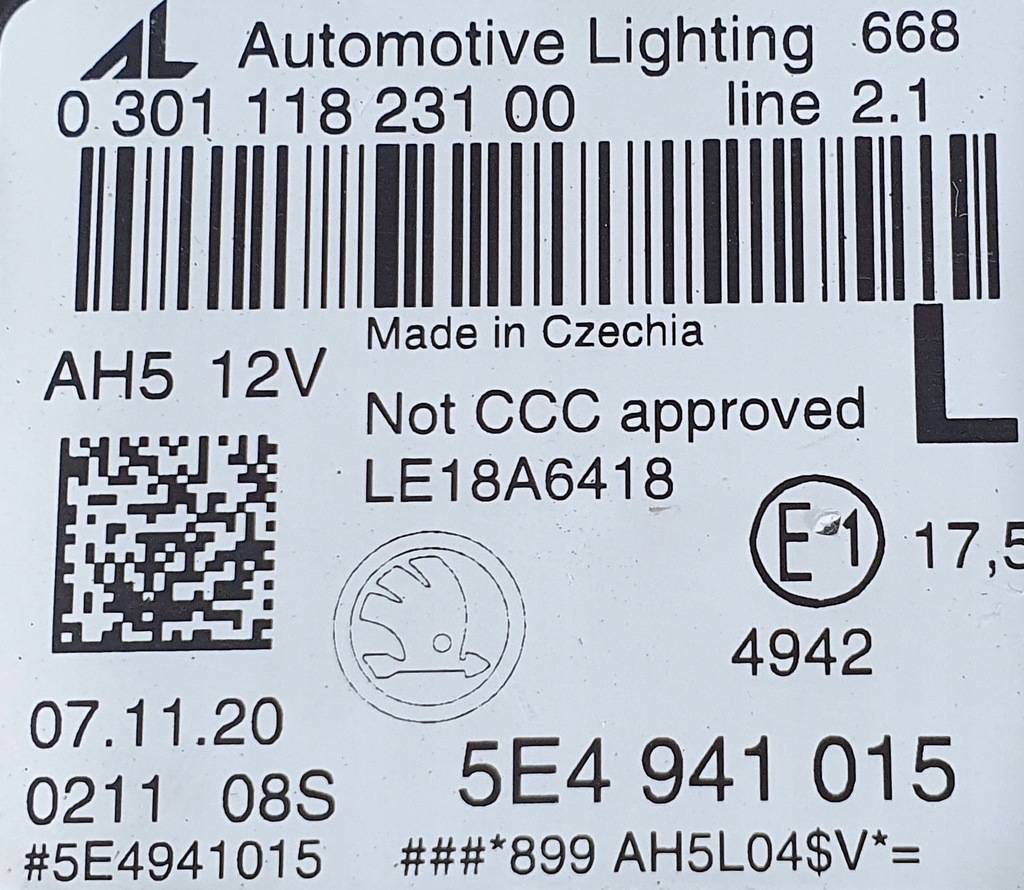 AL Automotive Lighting 668
0 301 118 231 00 line 2.1
Made in Czechia
AH5 12V
L
Not CCC approved
LE18A6418
E1 17,5
4942
07.11.20
0211 08S
5E4 941 015
#5E4941015 ###*899 AH5L04$V*=